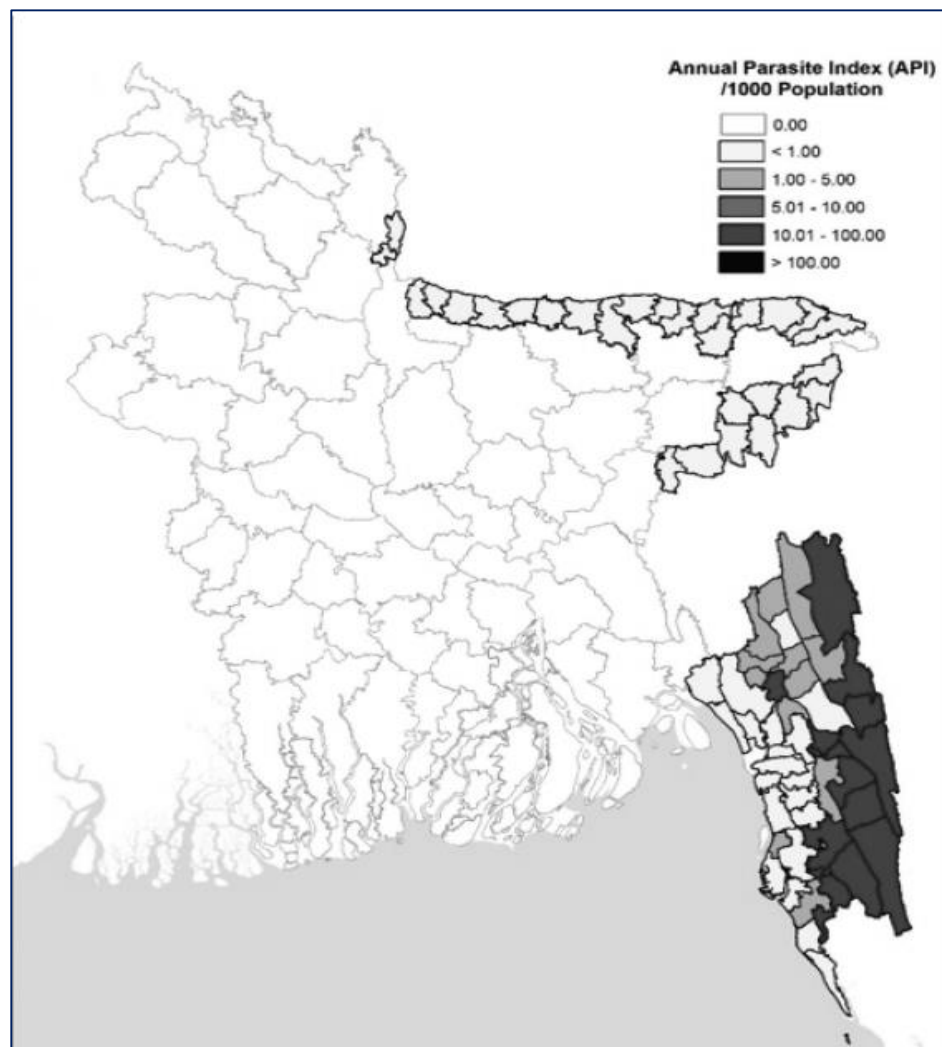 Annual Parasite Index (API)
/1000 Population
0.00
< 1.00
1.00 - 5.00
5.01 - 10.00
10.01 - 100.00
> 100.00